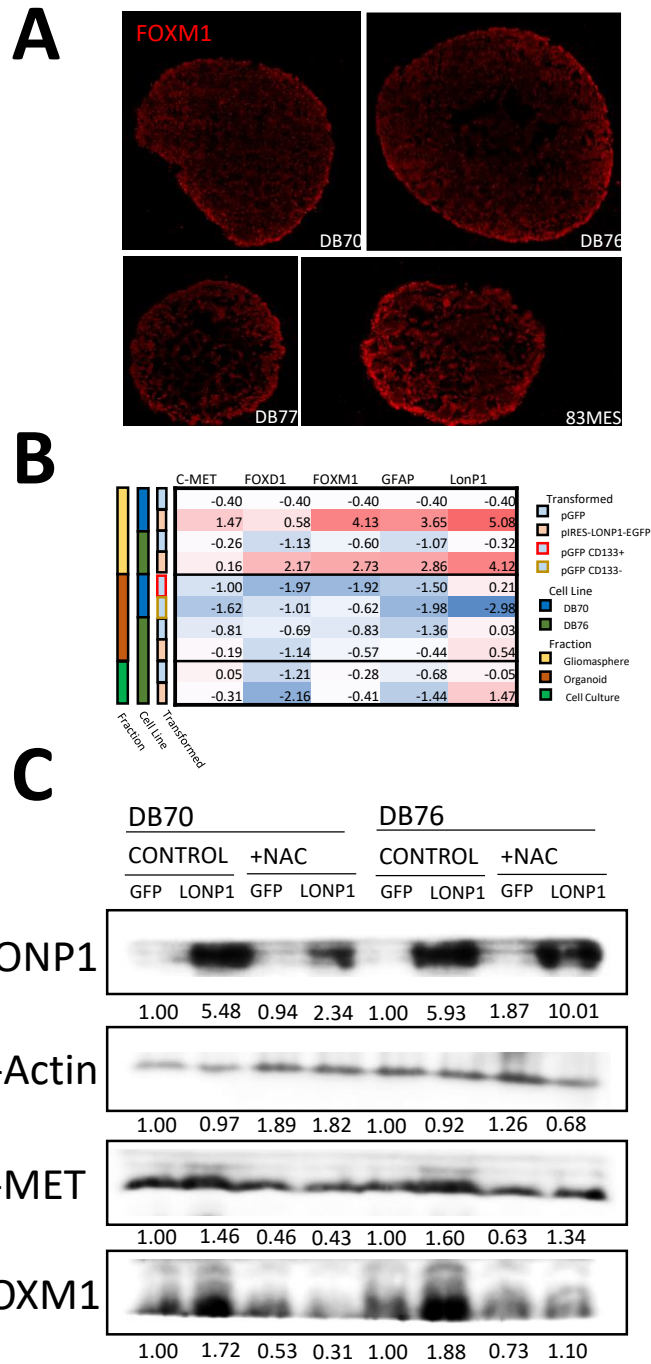 A
FOXM1
DB70
DB76
DB77
83MES
B
C-MET FOXD1 FOXM1 GFAP LonP1
-0.40 -0.40 -0.40 -0.40 -0.40
1.47 0.58 4.13 3.65 5.08
-0.26 -1.13 -0.60 -1.07 -0.32
0.16 2.17 2.73 2.86 4.12
-1.00 -1.97 -1.92 -1.50 0.21
-1.62 -1.01 -0.62 -1.98 -2.98
-0.81 -0.69 -0.83 -1.36 0.03
-0.19 -1.14 -0.57 -0.44 0.54
0.05 -1.21 -0.28 -0.68 -0.05
-0.31 -2.16 -0.41 -1.44 1.47
Fraction
Cell Line
Transformed
Transformed
pGFP
pIRES-LONP1-EGFP
pGFP CD133+
pGFP CD133-
Cell Line
DB70
DB76
Fraction
Gliomasphere
Organoid
Cell Culture
C
DB70 DB76
CONTROL +NAC CONTROL +NAC
GFP LONP1 GFP LONP1 GFP LONP1 GFP LONP1
ONP1
1.00 5.48 0.94 2.34 1.00 5.93 1.87 10.01
-Actin
1.00 0.97 1.89 1.82 1.00 0.92 1.26 0.68
-MET
1.00 1.46 0.46 0.43 1.00 1.60 0.63 1.34
OXM1
1.00 1.72 0.53 0.31 1.00 1.88 0.73 1.10